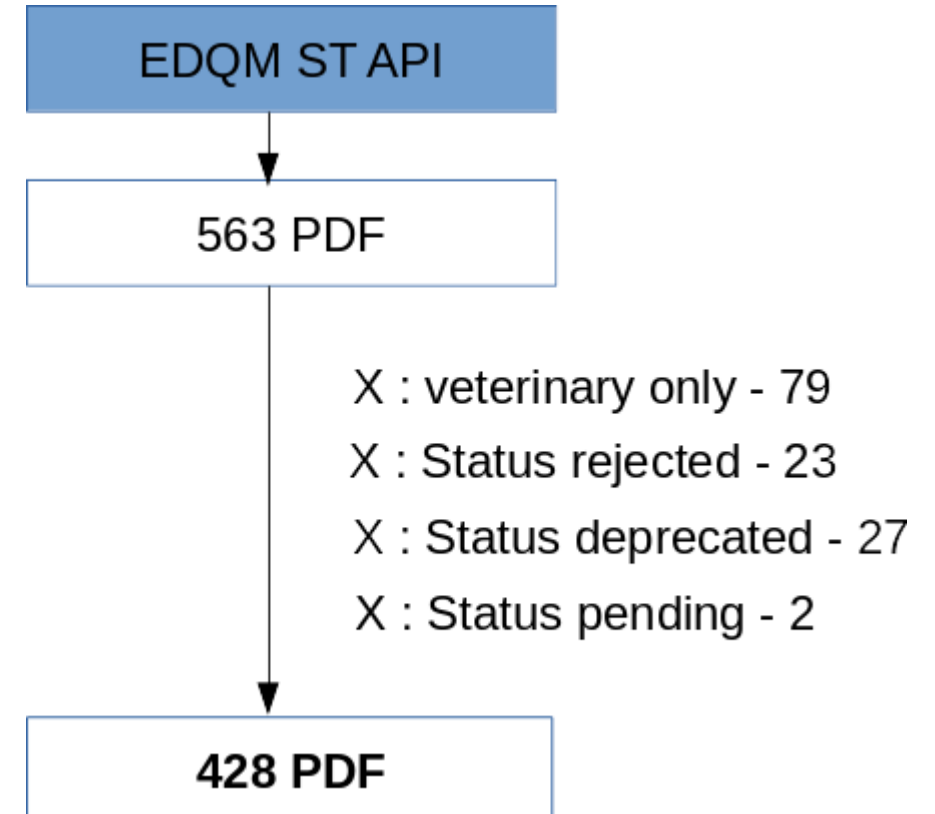 EDQM ST API
563 PDF
X : veterinary only - 79
X : Status rejected - 23
X : Status deprecated - 27
X : Status pending - 2
428 PDF